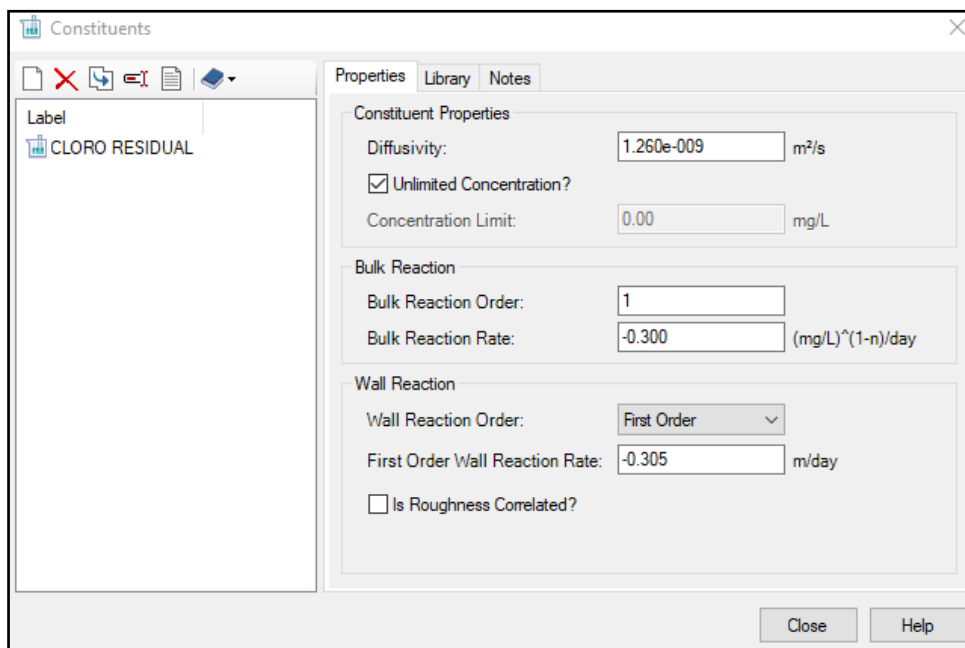 Constituents
Label
CLORO RESIDUAL
Properties Library Notes
Constituent Properties
Diffusivity: 1.260e-009 m²/s
Unlimited Concentration?
Concentration Limit: 0.00 mg/L
Bulk Reaction
Bulk Reaction Order: 1
Bulk Reaction Rate: -0.300 (mg/L)^(1-n)/day
Wall Reaction
Wall Reaction Order: First Order
First Order Wall Reaction Rate: -0.305 m/day
Is Roughness Correlated?
Close Help